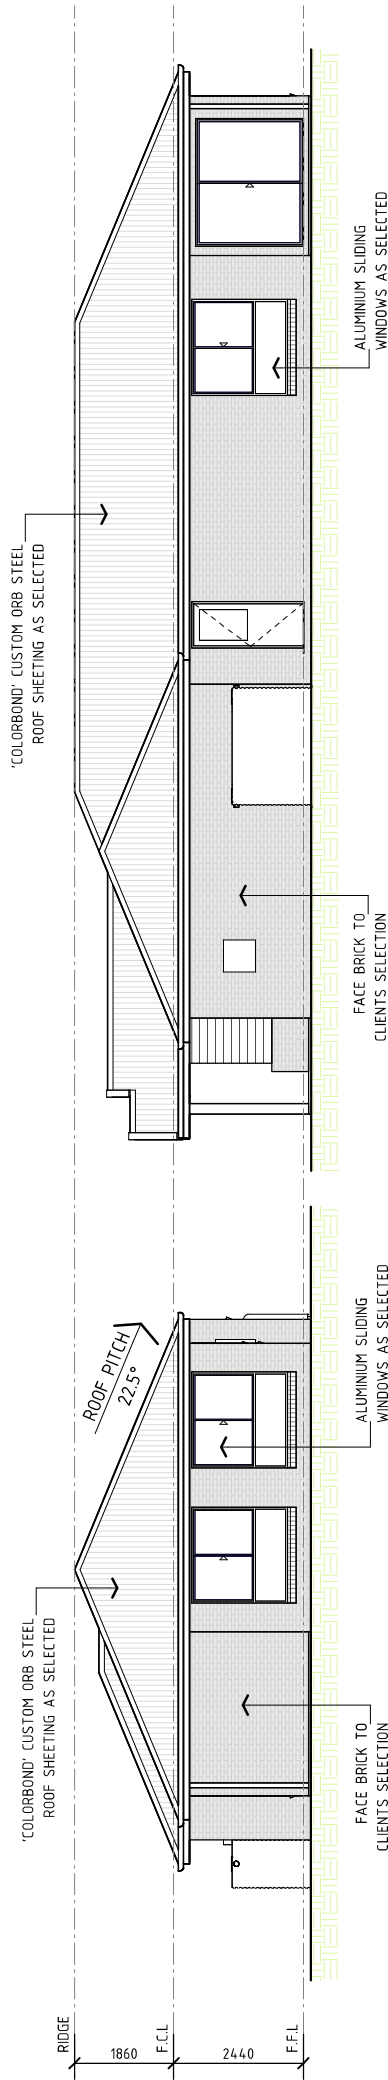 RIDGE
1860
F.C.L
2440
F.F.L
'COLORBOND' CUSTOM ORB STEEL
ROOF SHEETING AS SELECTED
ROOF PITCH
22.5°
FACE BRICK TO
CLIENTS SELECTION
ALUMINIUM SLIDING
WINDOWS AS SELECTED
'COLORBOND' CUSTOM ORB STEEL
ROOF SHEETING AS SELECTED
FACE BRICK TO
CLIENTS SELECTION
ALUMINIUM SLIDING
WINDOWS AS SELECTED